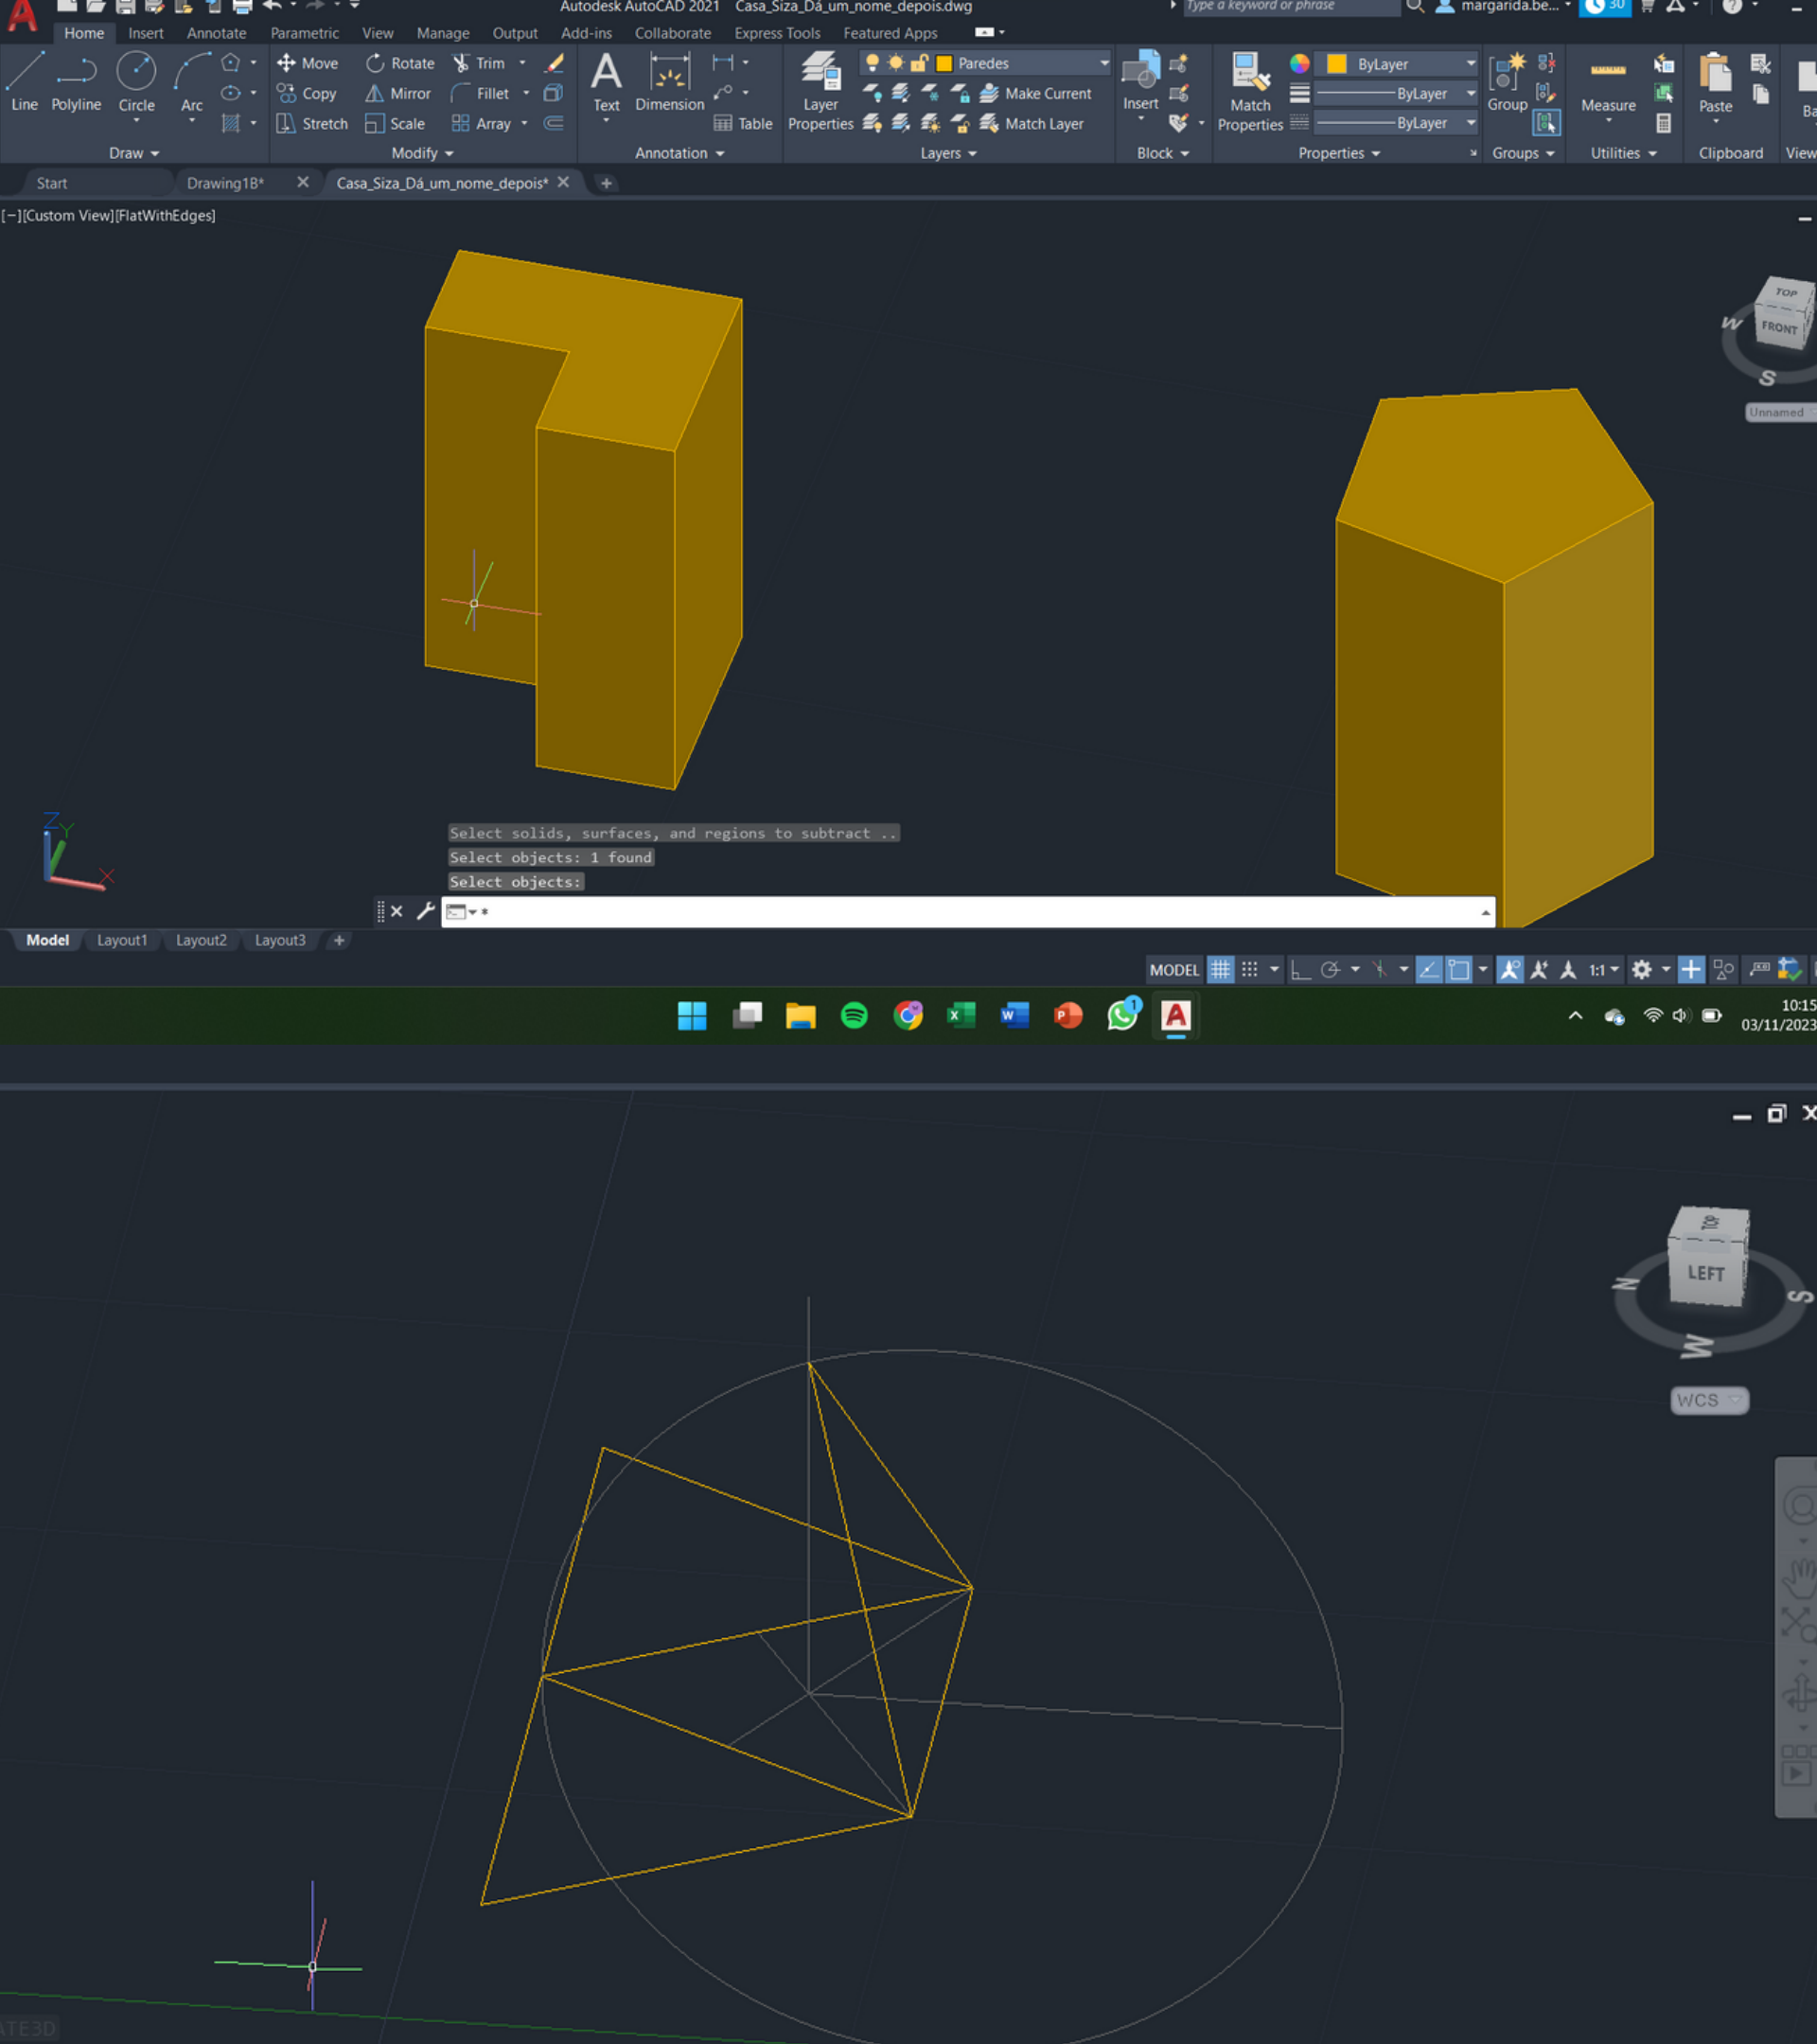 Autodesk AutoCAD 2021 Casa_Siza_Dá_um_nome_depois.dwg
Type a keyword or phrase
margarida.be...
30
Home Insert Annotate Parametric View Manage Output Add-ins Collaborate Express Tools Featured Apps
Line Polyline Circle Arc
Move Rotate Trim
Copy Mirror Fillet
Stretch Scale Array
Text Dimension
Table
Layer Properties
Paredes
Make Current
Match Layer
Insert
Match Properties
ByLayer
ByLayer
ByLayer
Group
Measure
Paste
Draw Modify Annotation Layers Block Properties Groups Utilities Clipboard View
Start Drawing1B* Casa_Siza_Dá_um_nome_depois*
[−][Custom View][FlatWithEdges]
TOP
FRONT
W
S
Unnamed
Z
Y
X
Select solids, surfaces, and regions to subtract ..
Select objects: 1 found
Select objects:
*
Model Layout1 Layout2 Layout3 +
MODEL
1:1
1
10:15
03/11/2023
LEFT
N
S
W
WCS
ATE3D